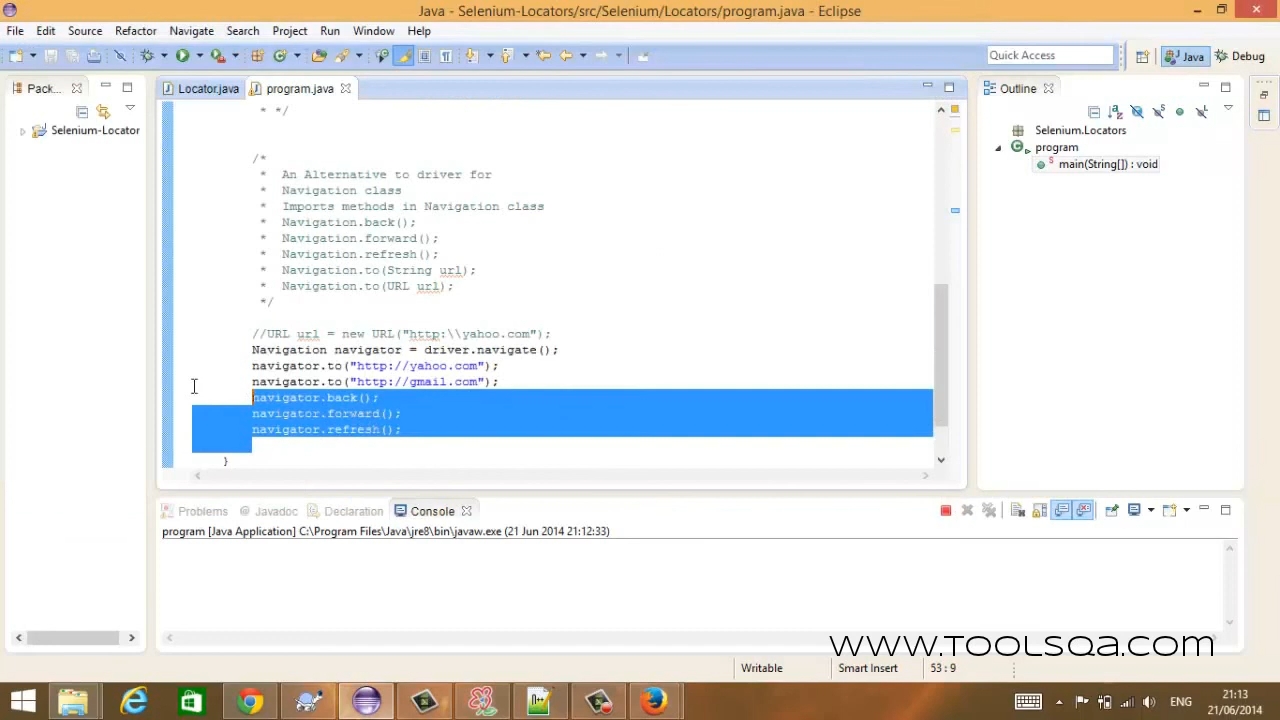 Java - Selenium-Locators/src/Selenium/Locators/program.java - Eclipse
File Edit Source Refactor Navigate Search Project Run Window Help
Quick Access
Java
Debug
Pack...
Locator.java
program.java
Outline
Selenium-Locator
Selenium.Locators
program
main(String[]) : void
* */
/*
* An Alternative to driver for
* Navigation class
* Imports methods in Navigation class
* Navigation.back();
* Navigation.forward();
* Navigation.refresh();
* Navigation.to(String url);
* Navigation.to(URL url);
*/
//URL url = new URL("http:\\yahoo.com");
Navigation navigator = driver.navigate();
navigator.to("http://yahoo.com");
navigator.to("http://gmail.com");
navigator.back();
navigator.forward();
navigator.refresh();
}
Problems @ Javadoc Declaration Console
program [Java Application] C:\Program Files\Java\jre8\bin\javaw.exe (21 Jun 2014 21:12:33)
www.TOOLSQA.com
Writable
Smart Insert
53 : 9
ENG
21:13
21/06/2014